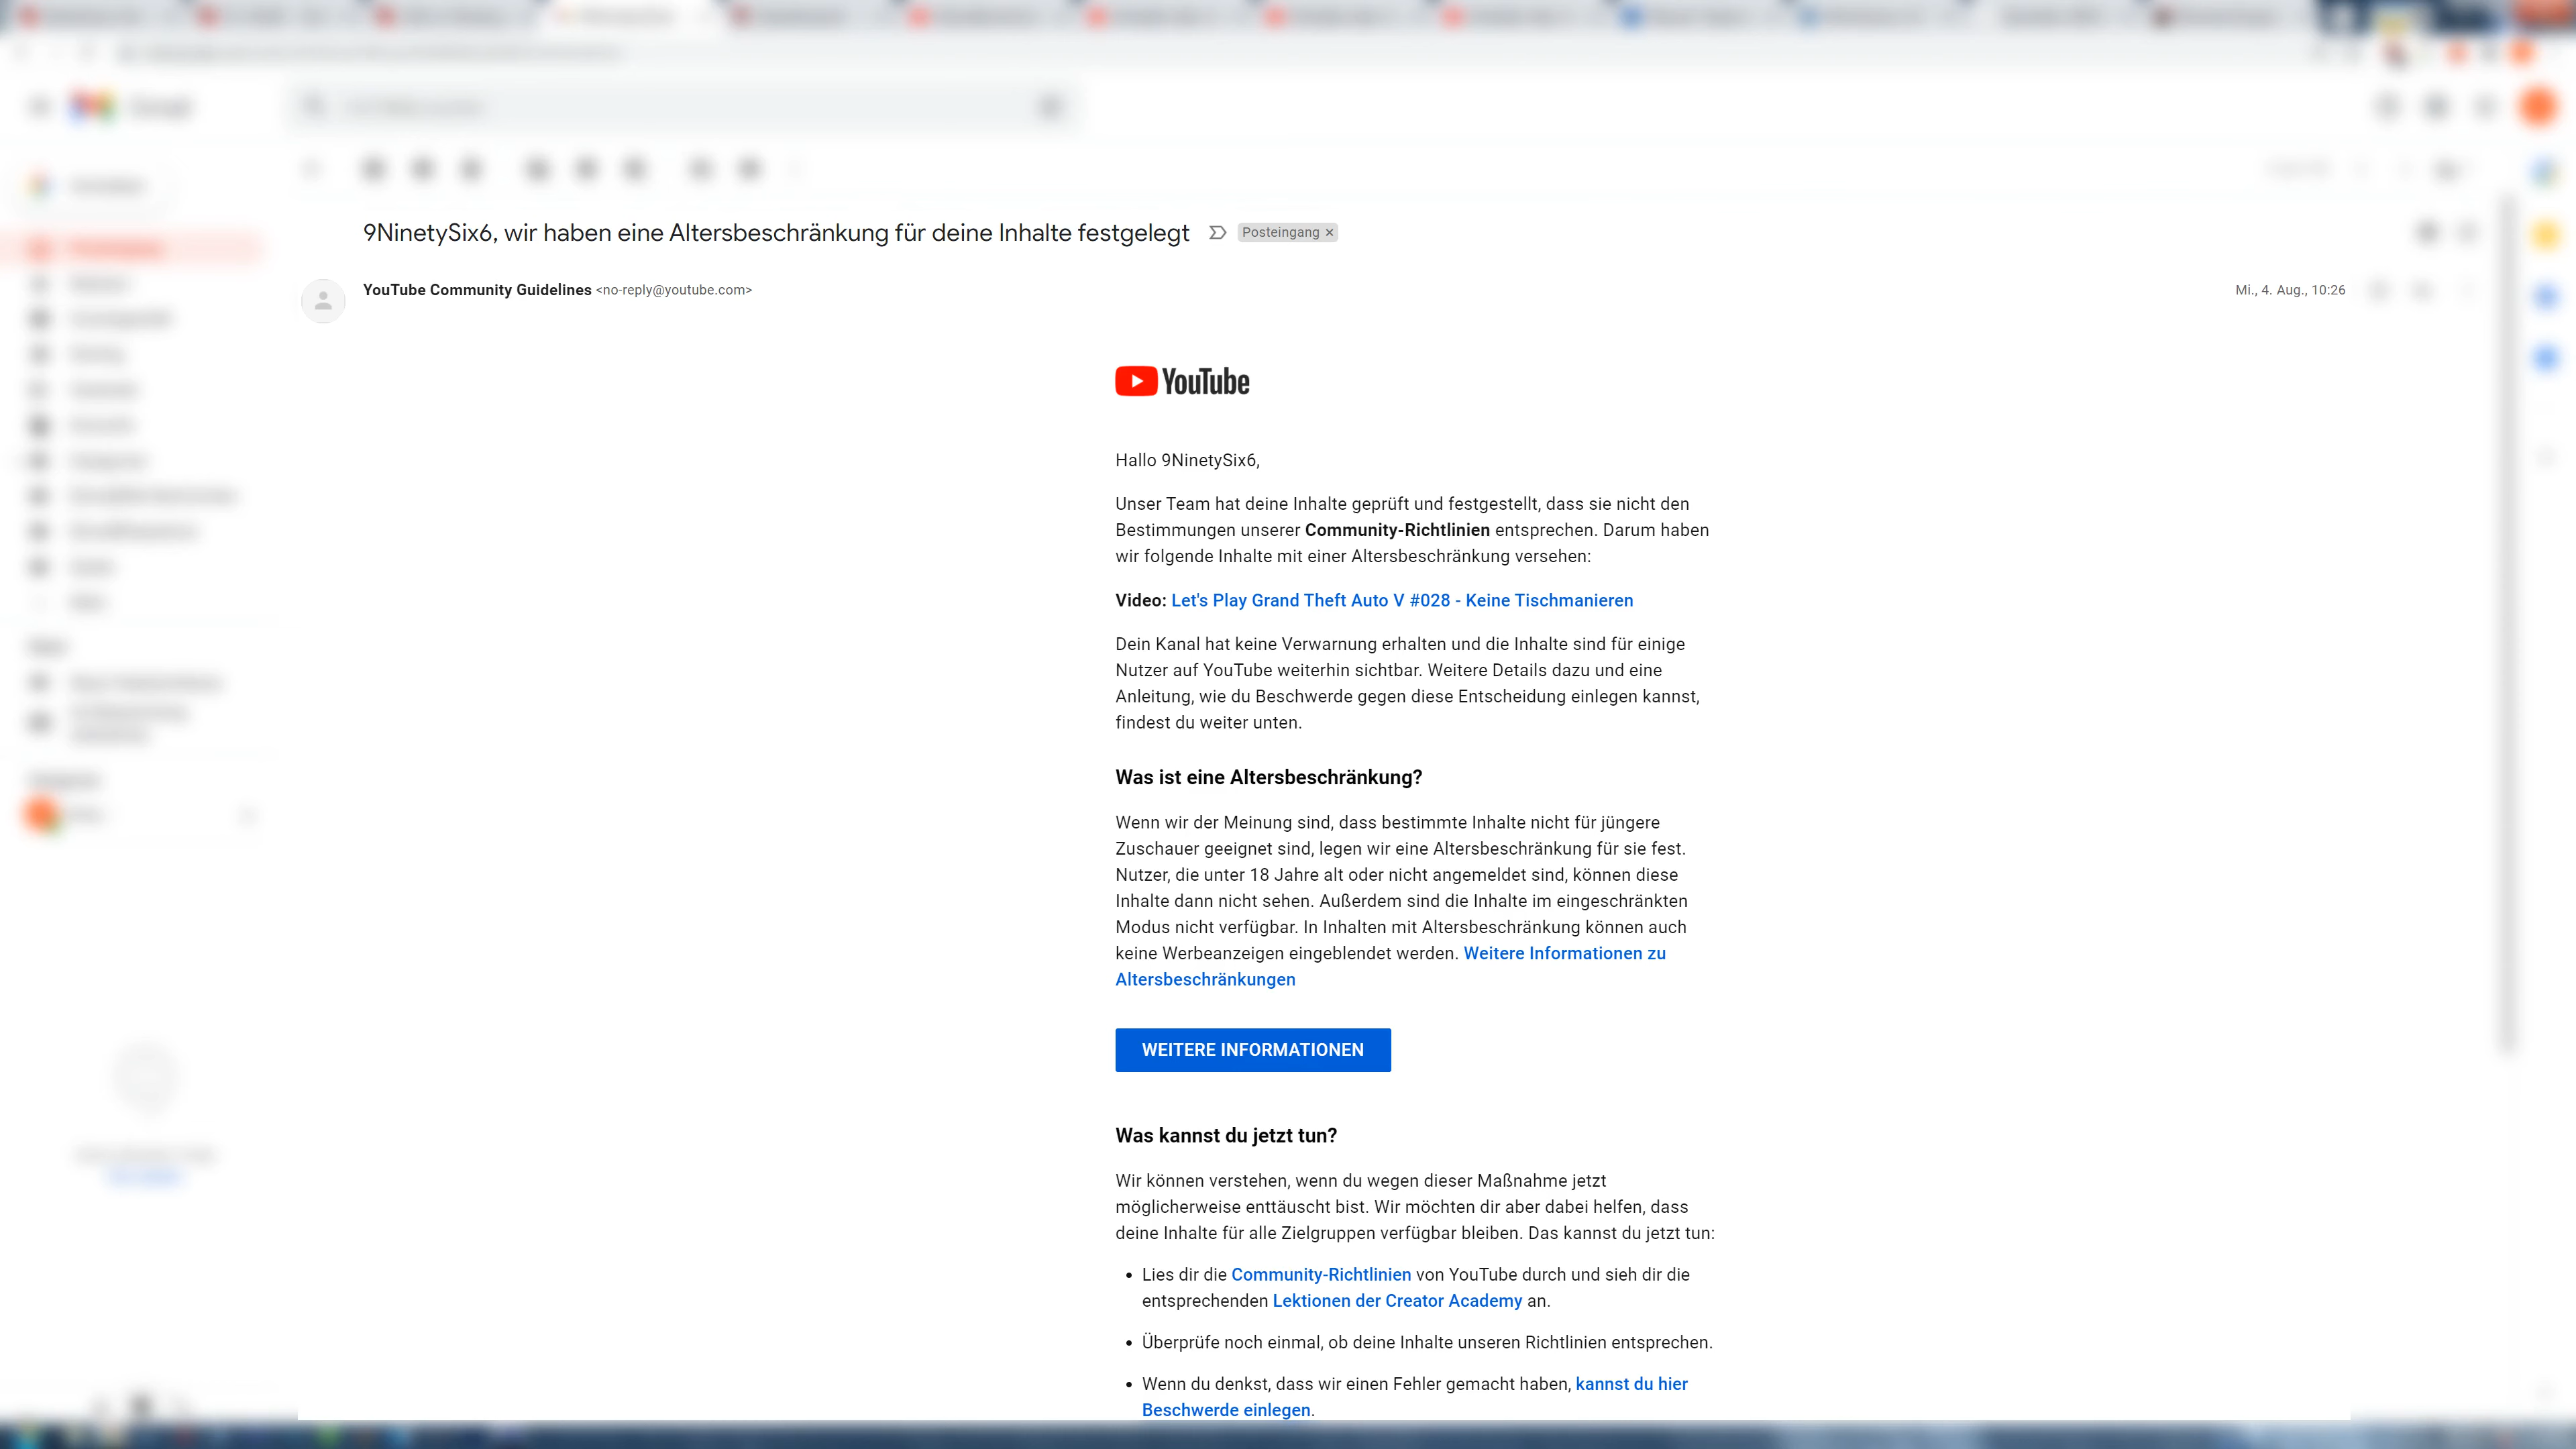 9NinetySix6, wir haben eine Altersbeschränkung für deine Inhalte festgelegt Posteingang ×
YouTube Community Guidelines <no-reply@youtube.com> Mi., 4. Aug., 10:26
YouTube
Hallo 9NinetySix6,
Unser Team hat deine Inhalte geprüft und festgestellt, dass sie nicht den
Bestimmungen unserer Community-Richtlinien entsprechen. Darum haben
wir folgende Inhalte mit einer Altersbeschränkung versehen:
Video: Let's Play Grand Theft Auto V #028 - Keine Tischmanieren
Dein Kanal hat keine Verwarnung erhalten und die Inhalte sind für einige
Nutzer auf YouTube weiterhin sichtbar. Weitere Details dazu und eine
Anleitung, wie du Beschwerde gegen diese Entscheidung einlegen kannst,
findest du weiter unten.
Was ist eine Altersbeschränkung?
Wenn wir der Meinung sind, dass bestimmte Inhalte nicht für jüngere
Zuschauer geeignet sind, legen wir eine Altersbeschränkung für sie fest.
Nutzer, die unter 18 Jahre alt oder nicht angemeldet sind, können diese
Inhalte dann nicht sehen. Außerdem sind die Inhalte im eingeschränkten
Modus nicht verfügbar. In Inhalten mit Altersbeschränkung können auch
keine Werbeanzeigen eingeblendet werden. Weitere Informationen zu
Altersbeschränkungen
WEITERE INFORMATIONEN
Was kannst du jetzt tun?
Wir können verstehen, wenn du wegen dieser Maßnahme jetzt
möglicherweise enttäuscht bist. Wir möchten dir aber dabei helfen, dass
deine Inhalte für alle Zielgruppen verfügbar bleiben. Das kannst du jetzt tun:
• Lies dir die Community-Richtlinien von YouTube durch und sieh dir die
entsprechenden Lektionen der Creator Academy an.
• Überprüfe noch einmal, ob deine Inhalte unseren Richtlinien entsprechen.
• Wenn du denkst, dass wir einen Fehler gemacht haben, kannst du hier
Beschwerde einlegen.